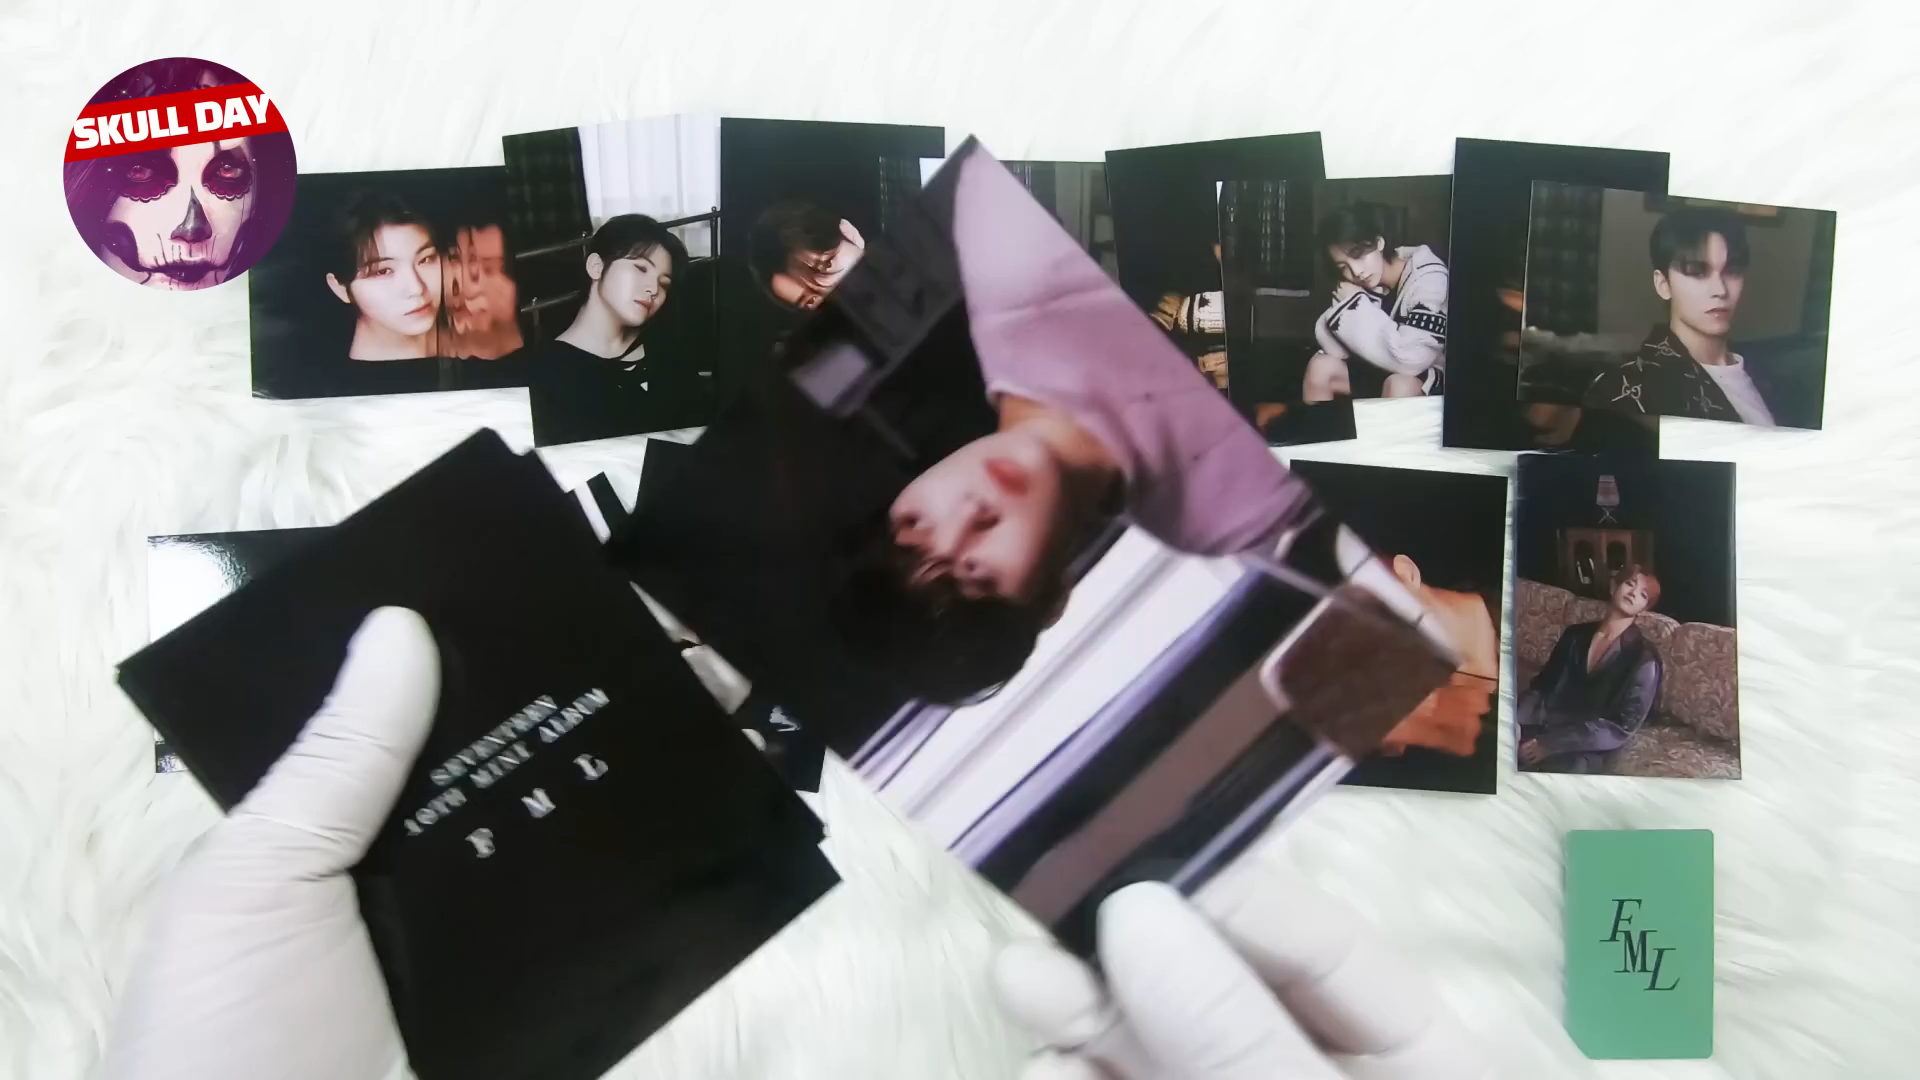 SKULL DAY
SEVENTEEN
10TH MINI ALBUM
F M L
FML